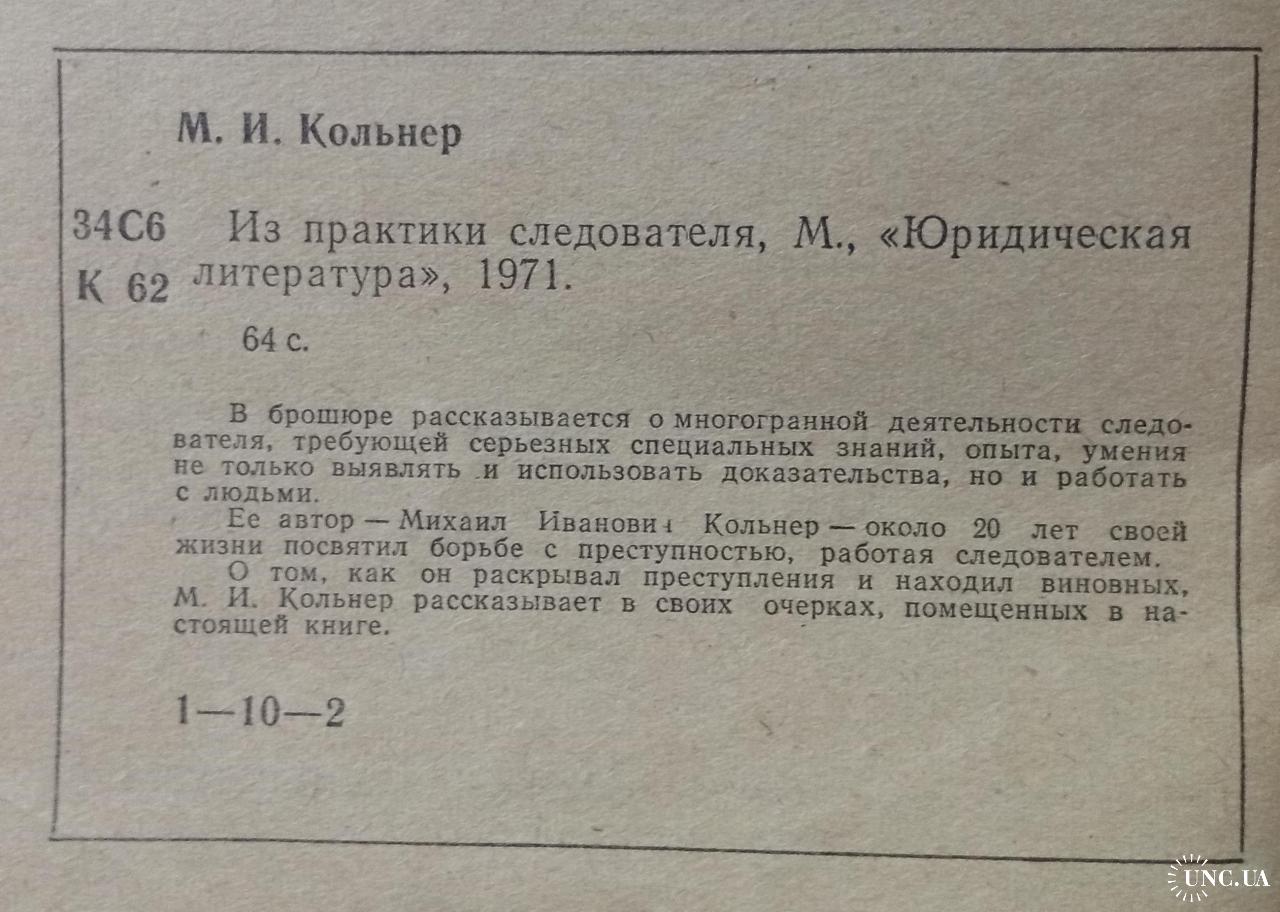 М. И. Кольнер
34С6 Из практики следователя, М., «Юридическая
К 62 литература», 1971.
64 с.
В брошюре рассказывается о многогранной деятельности следо-
вателя, требующей серьезных специальных знаний, опыта, умения
не только выявлять и использовать доказательства, но и работать
с людьми.
Ее автор — Михаил Иванович Кольнер — около 20 лет своей
жизни посвятил борьбе с преступностью, работая следователем.
О том, как он раскрывал преступления и находил виновных,
М. И. Кольнер рассказывает в своих очерках, помещенных в на-
стоящей книге.
1—10—2
UNC.UA